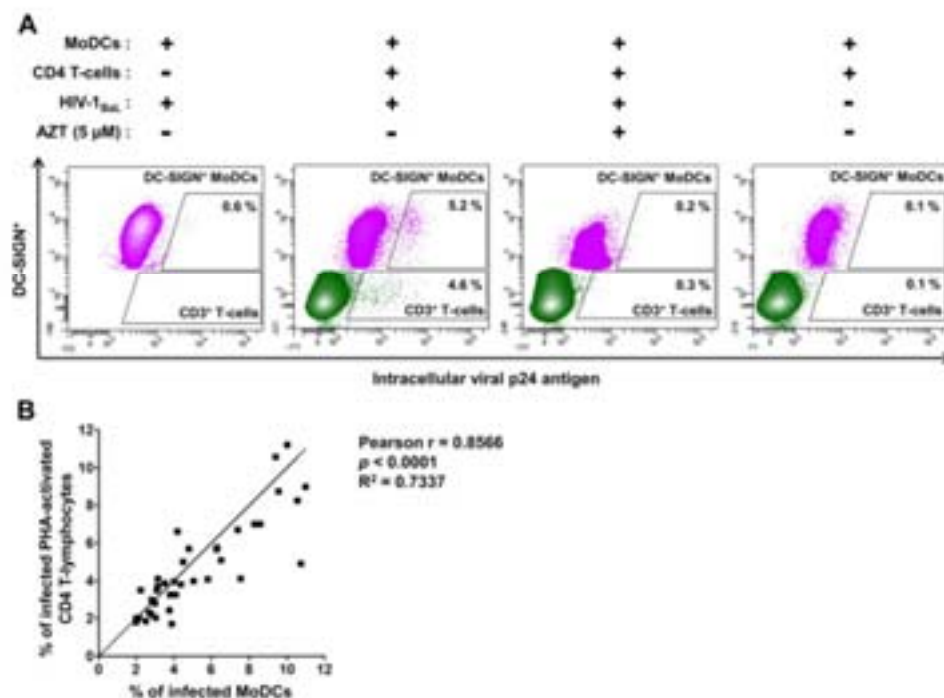 A
MoDCs : + + + +
CD4 T-cells : - + + +
HIV-1BaL : + + + -
AZT (5 µM) : - - + -
DC-SIGN⁺ MoDCs DC-SIGN⁺ MoDCs DC-SIGN⁺ MoDCs DC-SIGN⁺ MoDCs
0.6 % 5.2 % 0.2 % 0.1 %
4.6 % 0.3 % 0.1 %
CD3⁺ T-cells CD3⁺ T-cells CD3⁺ T-cells CD3⁺ T-cells
DC-SIGN⁺
Intracellular viral p24 antigen
B
Pearson r = 0.8566
p < 0.0001
R² = 0.7337
% of infected PHA-activated
CD4 T-lymphocytes
12
10
8
6
4
2
0
0 2 4 6 8 10 12
% of infected MoDCs